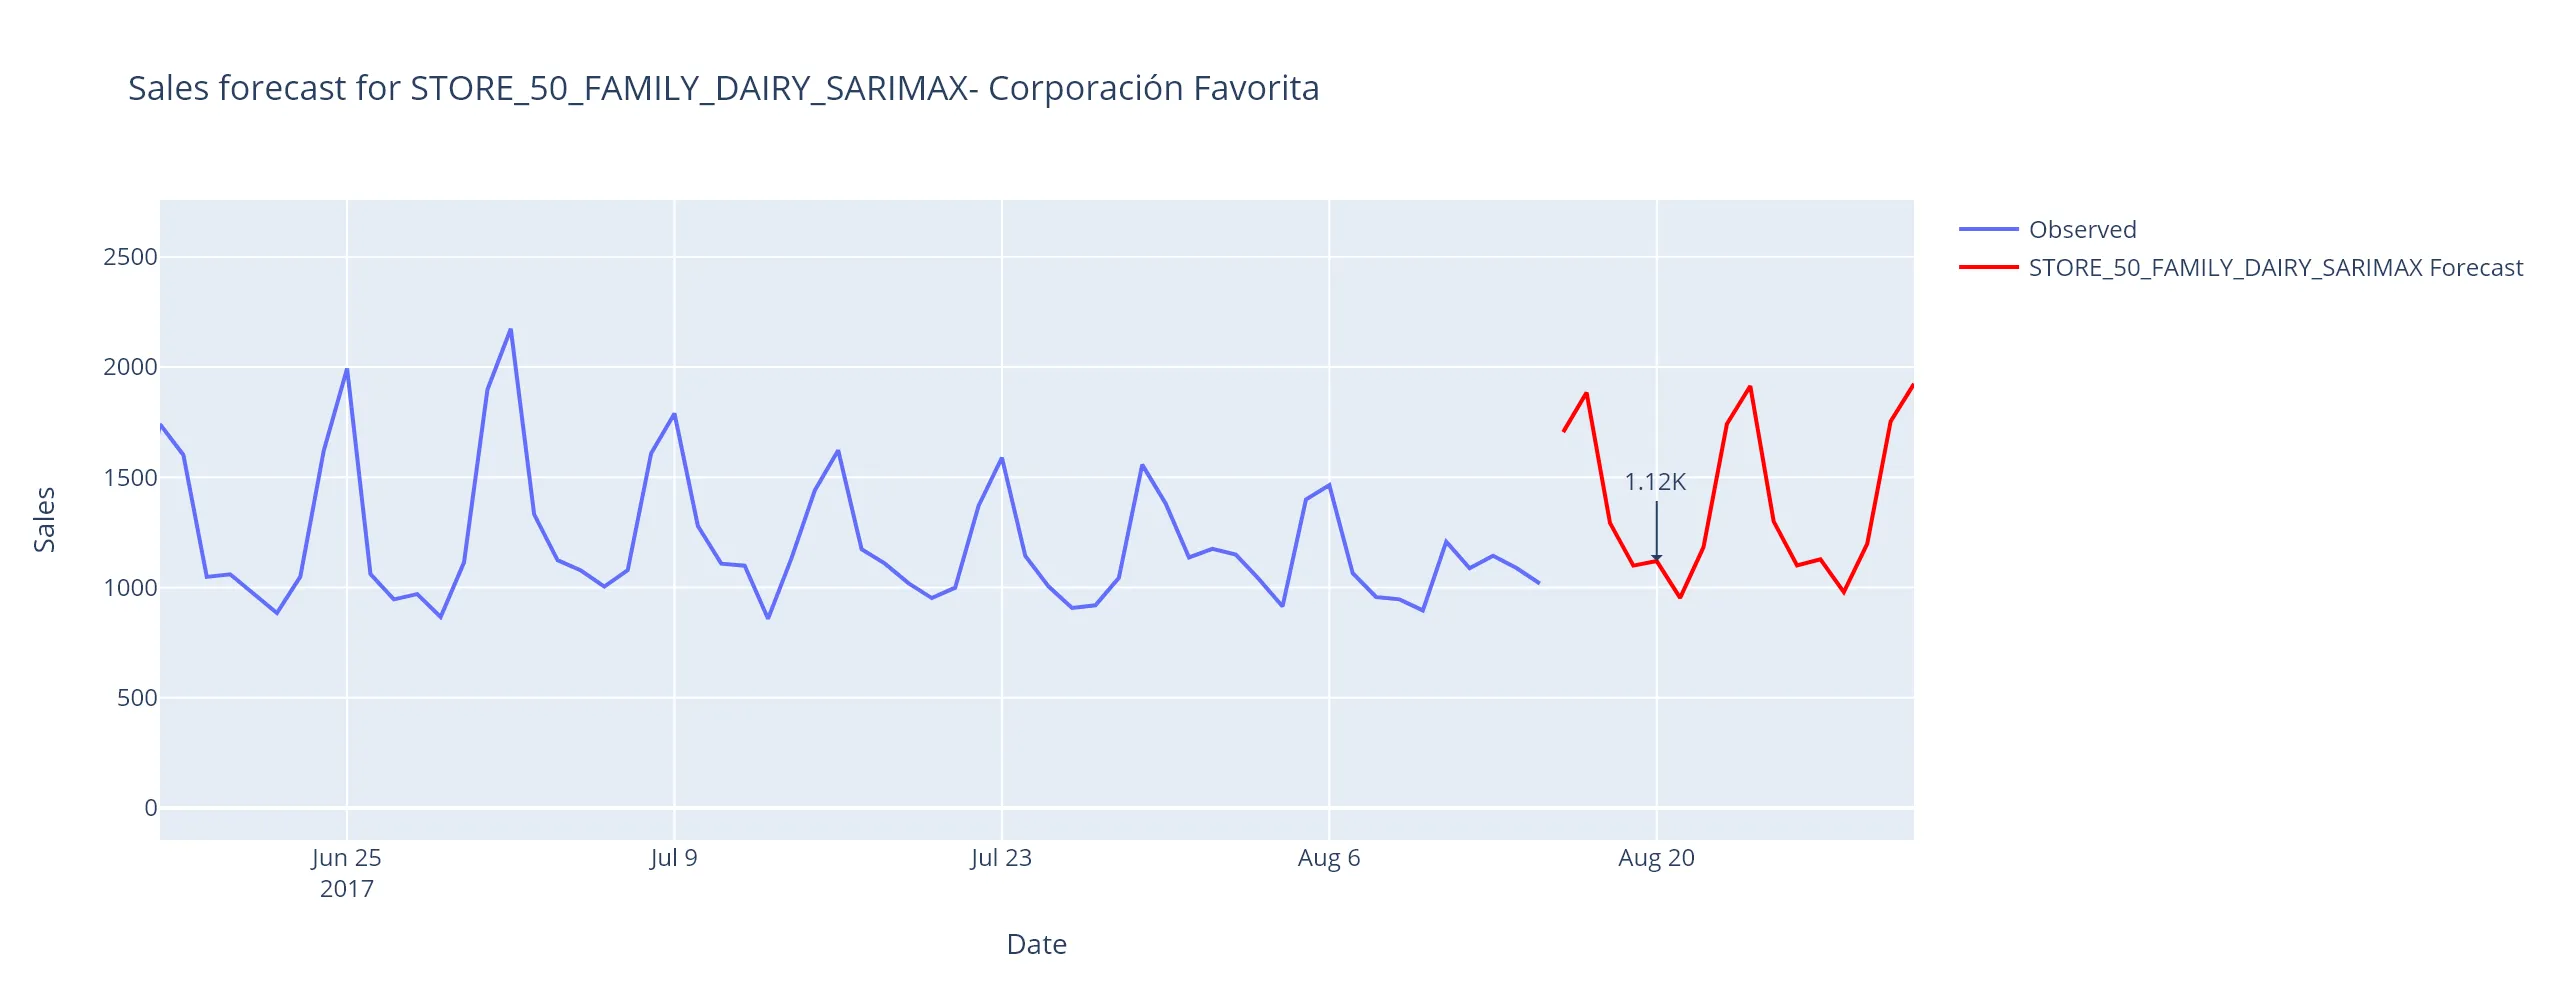 Sales forecast for STORE_50_FAMILY_DAIRY_SARIMAX- Corporación Favorita
Observed
STORE_50_FAMILY_DAIRY_SARIMAX Forecast
2500
2000
1500
1000
500
0
Sales
1.12K
Jun 25
2017
Jul 9
Jul 23
Aug 6
Aug 20
Date